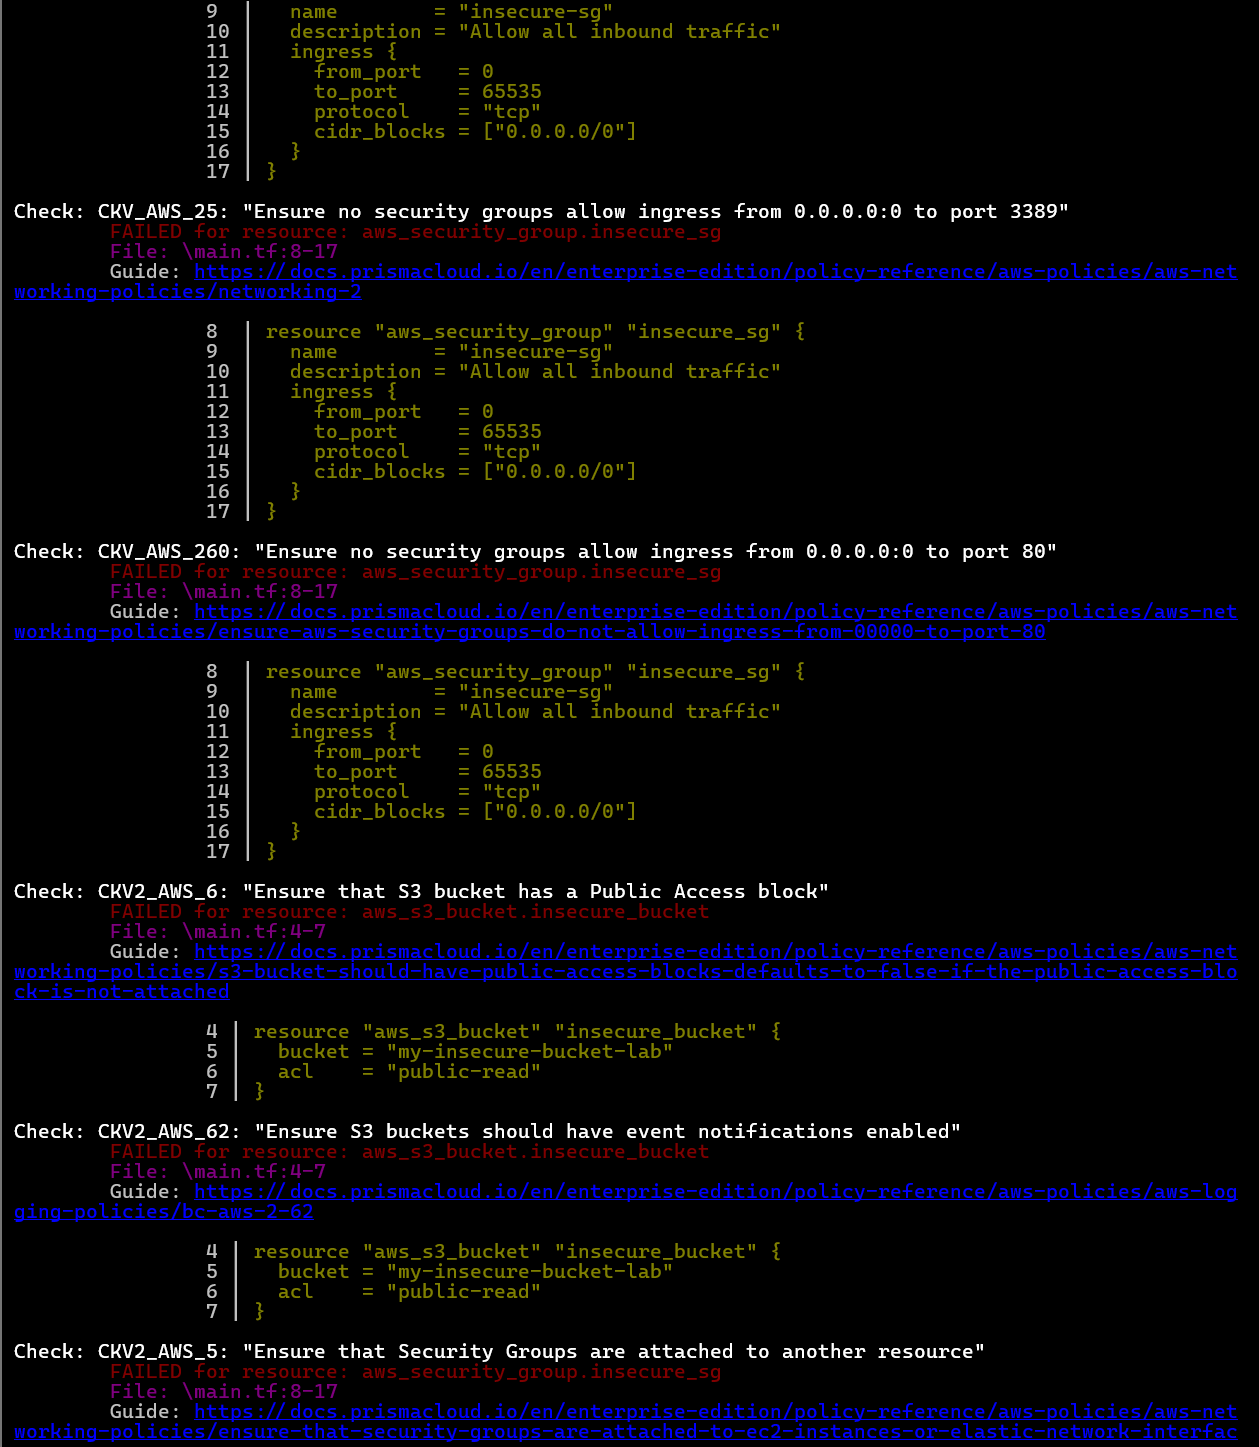 9 | name = "insecure-sg"
10 | description = "Allow all inbound traffic"
11 | ingress {
12 | from_port = 0
13 | to_port = 65535
14 | protocol = "tcp"
15 | cidr_blocks = ["0.0.0.0/0"]
16 | }
17 | }
Check: CKV_AWS_25: "Ensure no security groups allow ingress from 0.0.0.0:0 to port 3389"
FAILED for resource: aws_security_group.insecure_sg
File: \main.tf:8-17
Guide: https://docs.prismacloud.io/en/enterprise-edition/policy-reference/aws-policies/aws-net
working-policies/networking-2
8 | resource "aws_security_group" "insecure_sg" {
9 | name = "insecure-sg"
10 | description = "Allow all inbound traffic"
11 | ingress {
12 | from_port = 0
13 | to_port = 65535
14 | protocol = "tcp"
15 | cidr_blocks = ["0.0.0.0/0"]
16 | }
17 | }
Check: CKV_AWS_260: "Ensure no security groups allow ingress from 0.0.0.0:0 to port 80"
FAILED for resource: aws_security_group.insecure_sg
File: \main.tf:8-17
Guide: https://docs.prismacloud.io/en/enterprise-edition/policy-reference/aws-policies/aws-net
working-policies/ensure-aws-security-groups-do-not-allow-ingress-from-00000-to-port-80
8 | resource "aws_security_group" "insecure_sg" {
9 | name = "insecure-sg"
10 | description = "Allow all inbound traffic"
11 | ingress {
12 | from_port = 0
13 | to_port = 65535
14 | protocol = "tcp"
15 | cidr_blocks = ["0.0.0.0/0"]
16 | }
17 | }
Check: CKV2_AWS_6: "Ensure that S3 bucket has a Public Access block"
FAILED for resource: aws_s3_bucket.insecure_bucket
File: \main.tf:4-7
Guide: https://docs.prismacloud.io/en/enterprise-edition/policy-reference/aws-policies/aws-net
working-policies/s3-bucket-should-have-public-access-blocks-defaults-to-false-if-the-public-access-blo
ck-is-not-attached
4 | resource "aws_s3_bucket" "insecure_bucket" {
5 | bucket = "my-insecure-bucket-lab"
6 | acl = "public-read"
7 | }
Check: CKV2_AWS_62: "Ensure S3 buckets should have event notifications enabled"
FAILED for resource: aws_s3_bucket.insecure_bucket
File: \main.tf:4-7
Guide: https://docs.prismacloud.io/en/enterprise-edition/policy-reference/aws-policies/aws-log
ging-policies/bc-aws-2-62
4 | resource "aws_s3_bucket" "insecure_bucket" {
5 | bucket = "my-insecure-bucket-lab"
6 | acl = "public-read"
7 | }
Check: CKV2_AWS_5: "Ensure that Security Groups are attached to another resource"
FAILED for resource: aws_security_group.insecure_sg
File: \main.tf:8-17
Guide: https://docs.prismacloud.io/en/enterprise-edition/policy-reference/aws-policies/aws-net
working-policies/ensure-that-security-groups-are-attached-to-ec2-instances-or-elastic-network-interfac